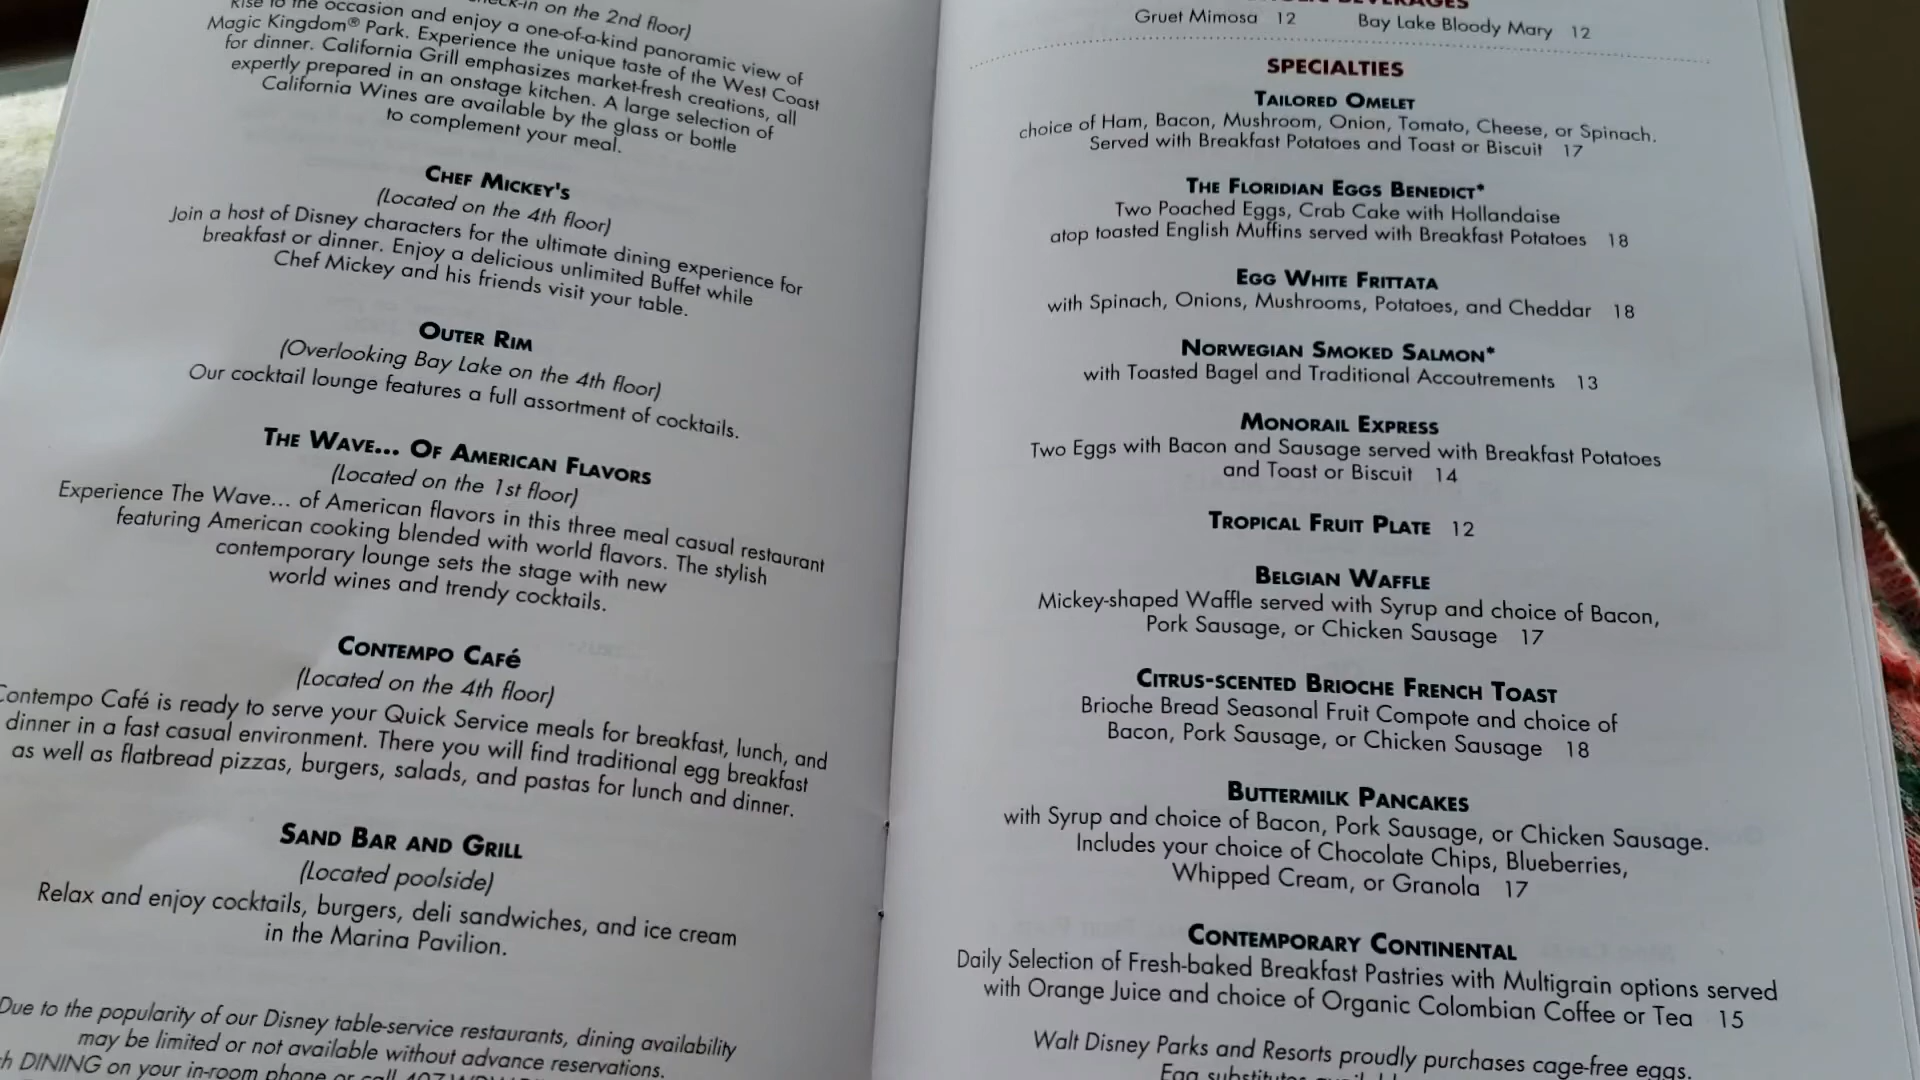 on the 2nd floor)
Rise to the occasion and enjoy a one-of-a-kind panoramic view of
Magic Kingdom® Park. Experience the unique taste of the West Coast
for dinner. California Grill emphasizes market-fresh creations, all
expertly prepared in an onstage kitchen. A large selection of
California Wines are available by the glass or bottle
to complement your meal.
CHEF MICKEY'S
(Located on the 4th floor)
Join a host of Disney characters for the ultimate dining experience for
breakfast or dinner. Enjoy a delicious unlimited Buffet while
Chef Mickey and his friends visit your table.
OUTER RIM
(Overlooking Bay Lake on the 4th floor)
Our cocktail lounge features a full assortment of cocktails.
THE WAVE... OF AMERICAN FLAVORS
(Located on the 1st floor)
Experience The Wave... of American flavors in this three meal casual restaurant
featuring American cooking blended with world flavors. The stylish
contemporary lounge sets the stage with new
world wines and trendy cocktails.
CONTEMPO CAFé
(Located on the 4th floor)
Contempo Café is ready to serve your Quick Service meals for breakfast, lunch, and
dinner in a fast casual environment. There you will find traditional egg breakfast
as well as flatbread pizzas, burgers, salads, and pastas for lunch and dinner.
SAND BAR AND GRILL
(Located poolside)
Relax and enjoy cocktails, burgers, deli sandwiches, and ice cream
in the Marina Pavilion.
Due to the popularity of our Disney table-service restaurants, dining availability
may be limited or not available without advance reservations.
DINING on your in-room phone or call
BEVERAGES
Gruet Mimosa 12 Bay Lake Bloody Mary 12
SPECIALTIES
TAILORED OMELET
choice of Ham, Bacon, Mushroom, Onion, Tomato, Cheese, or Spinach.
Served with Breakfast Potatoes and Toast or Biscuit 17
THE FLORIDIAN EGGS BENEDICT*
Two Poached Eggs, Crab Cake with Hollandaise
atop toasted English Muffins served with Breakfast Potatoes 18
EGG WHITE FRITTATA
with Spinach, Onions, Mushrooms, Potatoes, and Cheddar 18
NORWEGIAN SMOKED SALMON*
with Toasted Bagel and Traditional Accoutrements 13
MONORAIL EXPRESS
Two Eggs with Bacon and Sausage served with Breakfast Potatoes
and Toast or Biscuit 14
TROPICAL FRUIT PLATE 12
BELGIAN WAFFLE
Mickey-shaped Waffle served with Syrup and choice of Bacon,
Pork Sausage, or Chicken Sausage 17
CITRUS-SCENTED BRIOCHE FRENCH TOAST
Brioche Bread Seasonal Fruit Compote and choice of
Bacon, Pork Sausage, or Chicken Sausage 18
BUTTERMILK PANCAKES
with Syrup and choice of Bacon, Pork Sausage, or Chicken Sausage.
Includes your choice of Chocolate Chips, Blueberries,
Whipped Cream, or Granola 17
CONTEMPORARY CONTINENTAL
Daily Selection of Fresh-baked Breakfast Pastries with Multigrain options served
with Orange Juice and choice of Organic Colombian Coffee or Tea 15
Walt Disney Parks and Resorts proudly purchases cage-free eggs.
Egg